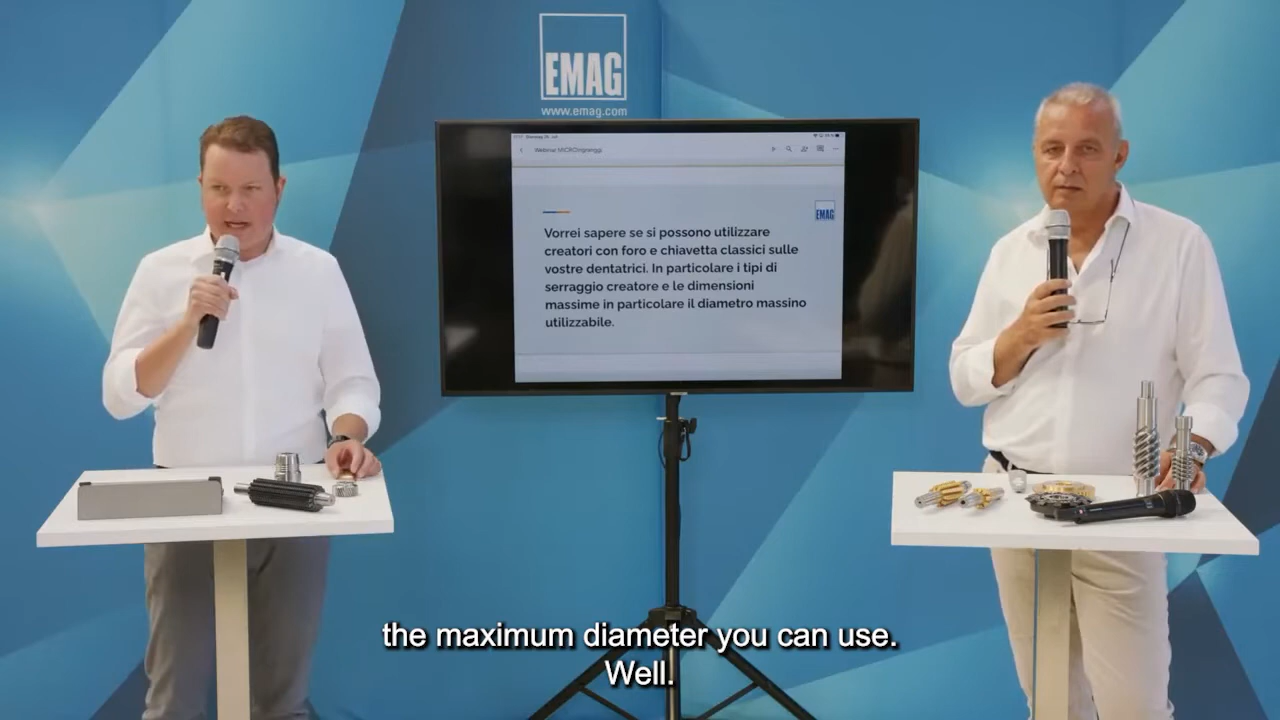 EMAG
www.emag.com
Webinar MICROingranaggi
EMAG
Vorrei sapere se si possono utilizzare
creatori con foro e chiavetta classici sulle
vostre dentatrici. In particolare i tipi di
serraggio creatore e le dimensioni
massime in particolare il diametro massino
utilizzabile.
the maximum diameter you can use.
Well.